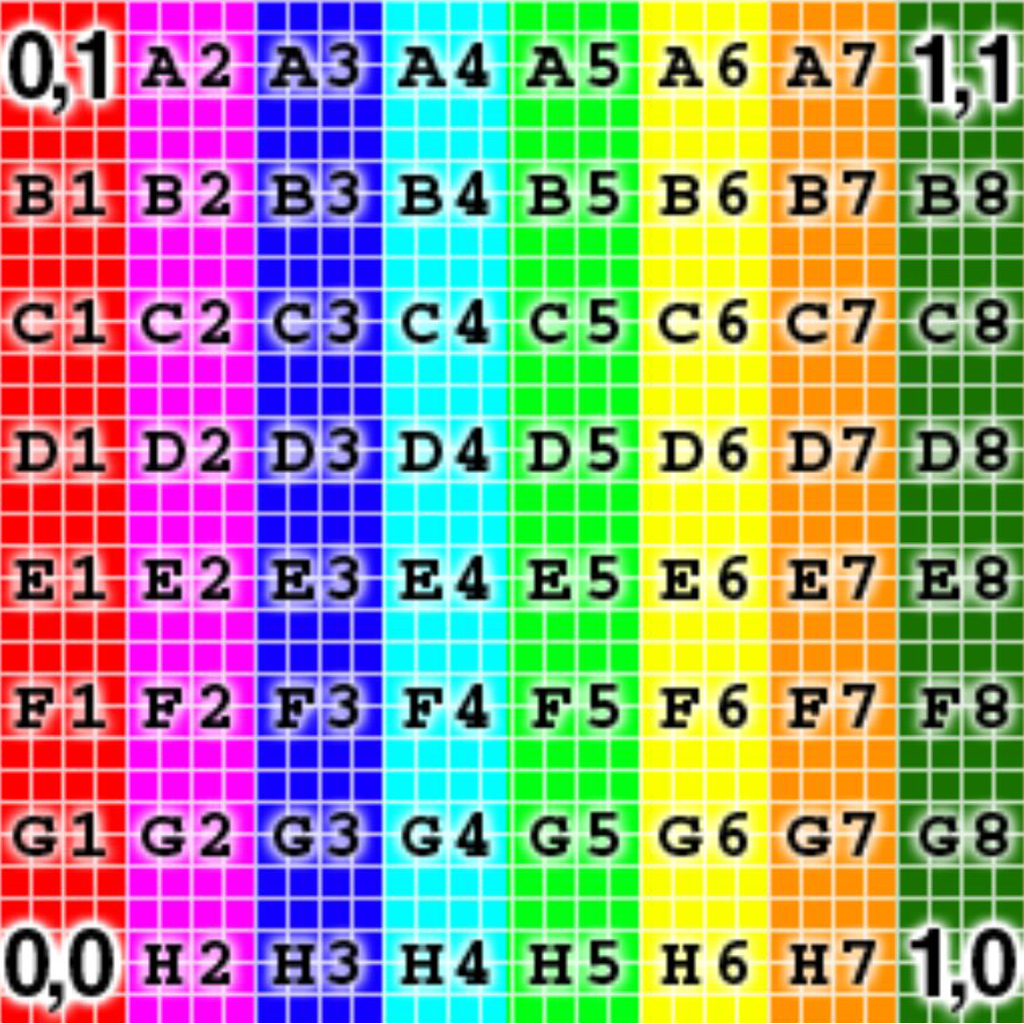 0,1 A2 A3 A4 A5 A6 A7 1,1
B1 B2 B3 B4 B5 B6 B7 B8
C1 C2 C3 C4 C5 C6 C7 C8
D1 D2 D3 D4 D5 D6 D7 D8
E1 E2 E3 E4 E5 E6 E7 E8
F1 F2 F3 F4 F5 F6 F7 F8
G1 G2 G3 G4 G5 G6 G7 G8
0,0 H2 H3 H4 H5 H6 H7 1,0